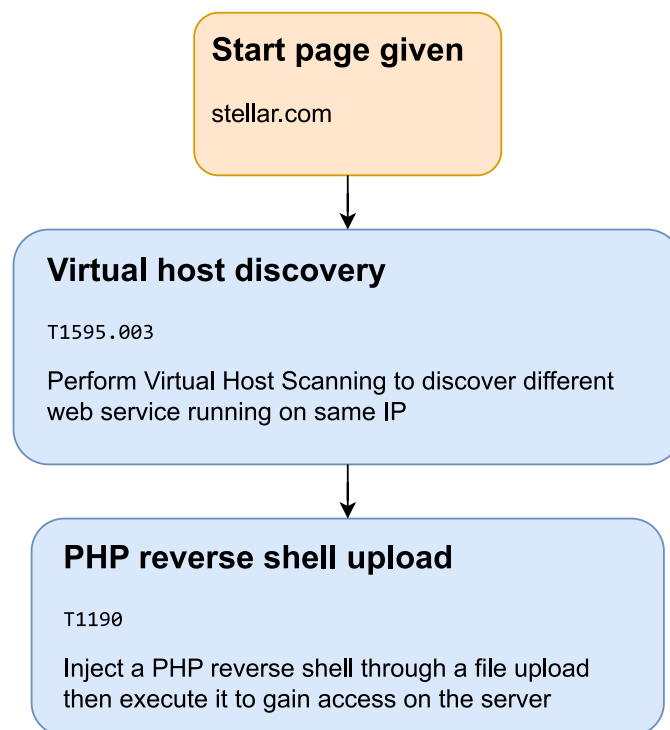 Start page given
stellar.com
Virtual host discovery
T1595.003
Perform Virtual Host Scanning to discover different
web service running on same IP
PHP reverse shell upload
T1190
Inject a PHP reverse shell through a file upload
then execute it to gain access on the server